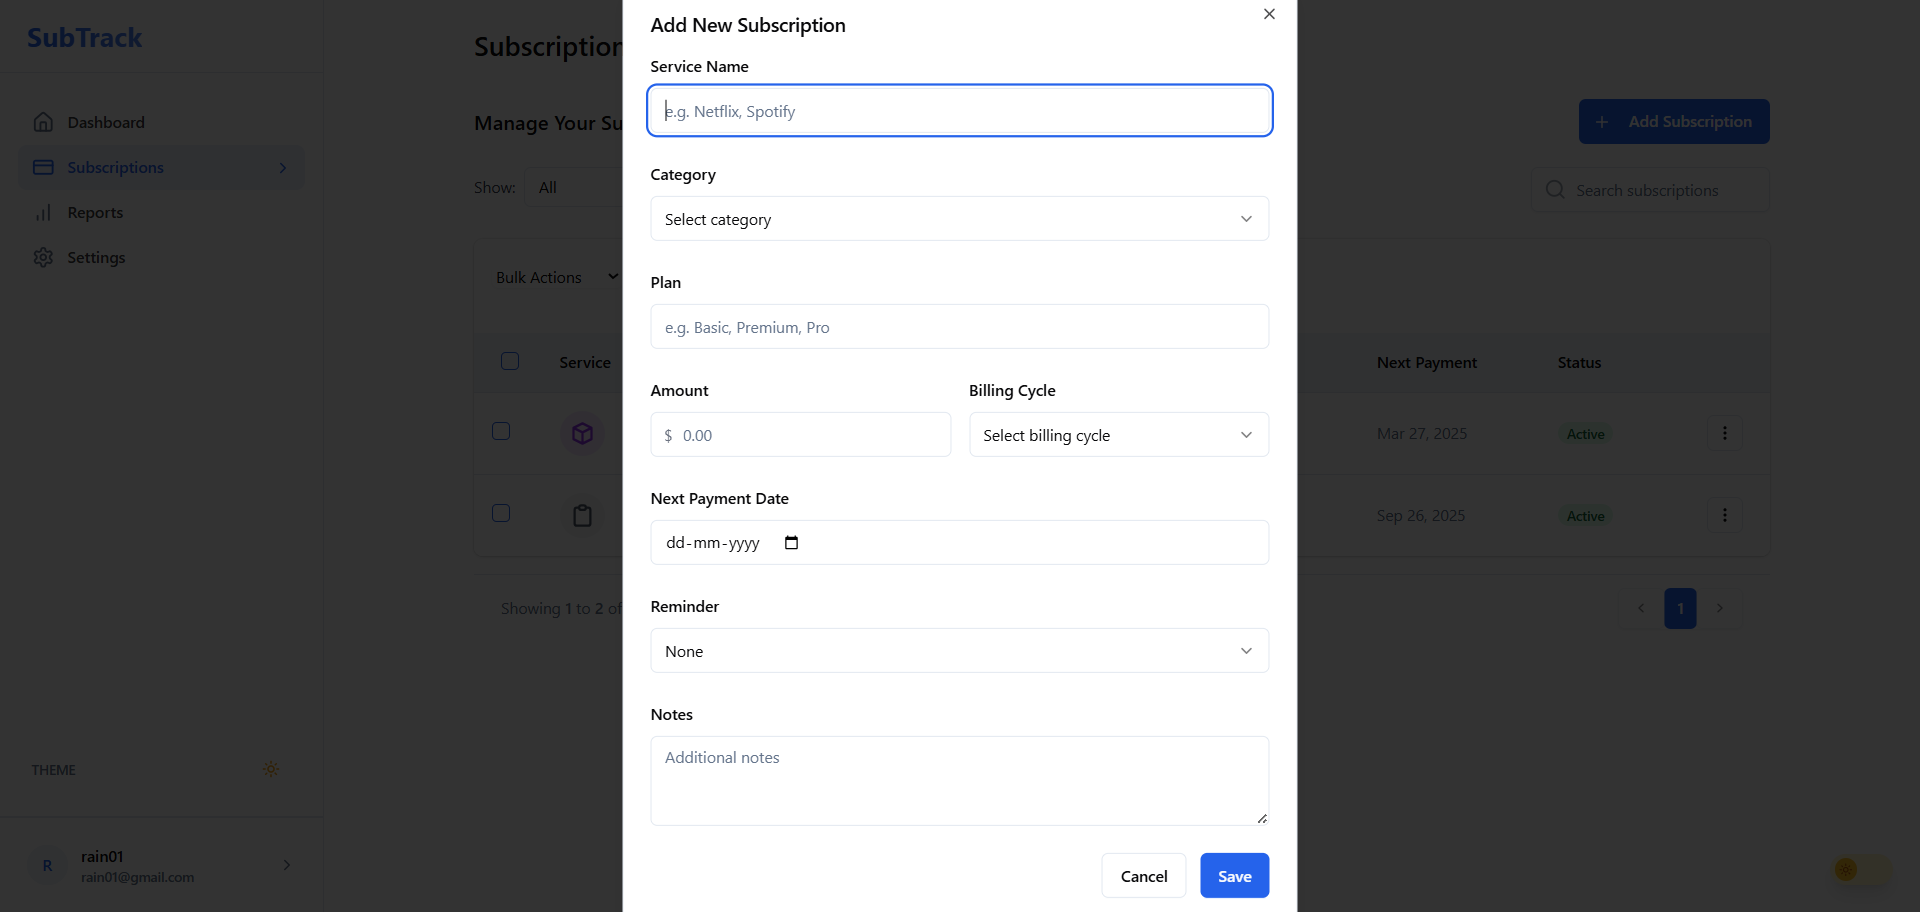 SubTrack
Dashboard
Subscriptions
Reports
Settings
THEME
R
rain01
rain01@gmail.com
Subscription
Manage Your Su
Show:
All
Bulk Actions
Service
Showing 1 to 2 of
Add New Subscription
Service Name
e.g. Netflix, Spotify
Category
Select category
Plan
e.g. Basic, Premium, Pro
Amount
Billing Cycle
$ 0.00
Select billing cycle
Next Payment Date
dd-mm-yyyy
Reminder
None
Notes
Additional notes
Cancel
Save
+ Add Subscription
Search subscriptions
Next Payment
Status
Mar 27, 2025
Active
Sep 26, 2025
Active
< 1 >